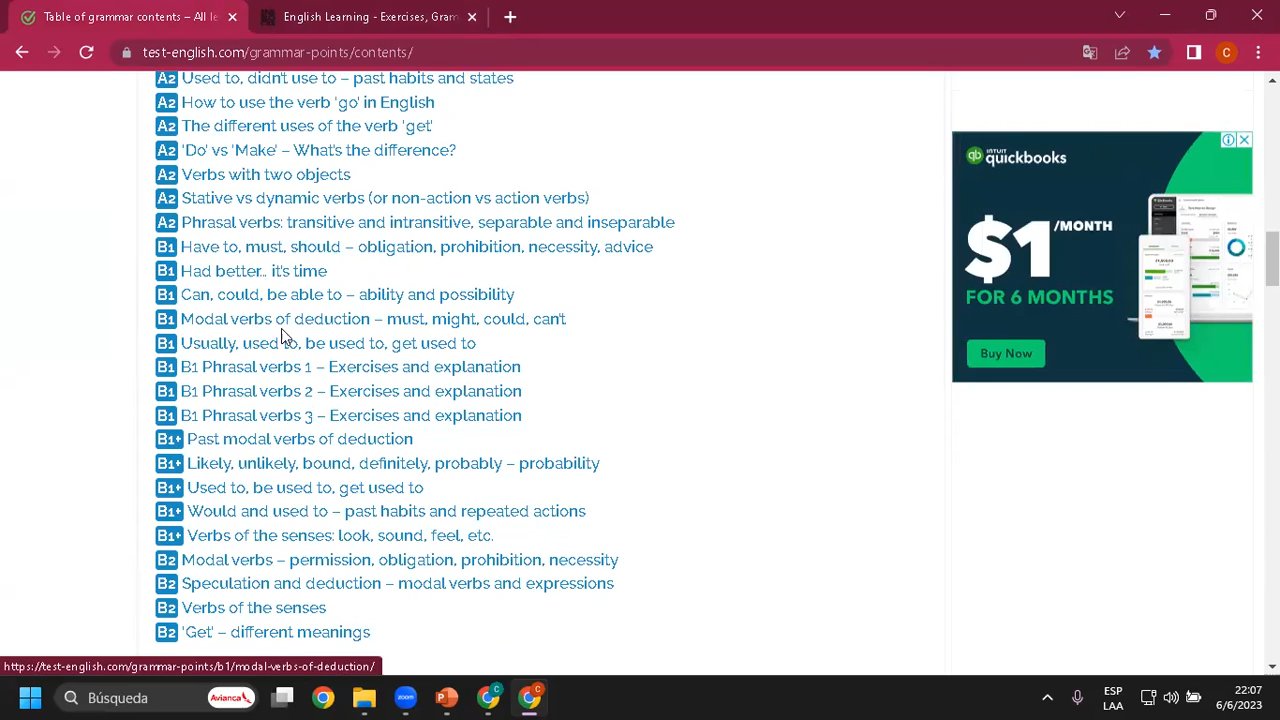 Table of grammar contents – All le
English Learning - Exercises, Gram
test-english.com/grammar-points/contents/
C
A2 Used to, didn't use to – past habits and states
A2 How to use the verb 'go' in English
A2 The different uses of the verb 'get'
A2 'Do' vs 'Make' – What's the difference?
A2 Verbs with two objects
A2 Stative vs dynamic verbs (or non-action vs action verbs)
A2 Phrasal verbs, transitive and intransitive, separable and inseparable
B1 Have to, must, should – obligation, prohibition, necessity, advice
B1 Had better… it's time
B1 Can, could, be able to – ability and possibility
B1 Modal verbs of deduction – must, might, could, can't
B1 Usually, used to, be used to, get used to
B1 B1 Phrasal verbs 1 – Exercises and explanation
B1 B1 Phrasal verbs 2 – Exercises and explanation
B1 B1 Phrasal verbs 3 – Exercises and explanation
B1+ Past modal verbs of deduction
B1+ Likely, unlikely, bound, definitely, probably – probability
B1+ Used to, be used to, get used to
B1+ Would and used to – past habits and repeated actions
B1+ Verbs of the senses: look, sound, feel, etc.
B2 Modal verbs – permission, obligation, prohibition, necessity
B2 Speculation and deduction – modal verbs and expressions
B2 Verbs of the senses
B2 'Get' – different meanings
INTUIT
quickbooks
$1 /MONTH
FOR 6 MONTHS
Buy Now
https://test-english.com/grammar-points/b1/modal-verbs-of-deduction/
Búsqueda
Avianca
zoom
ESP
LAA
22:07
6/6/2023